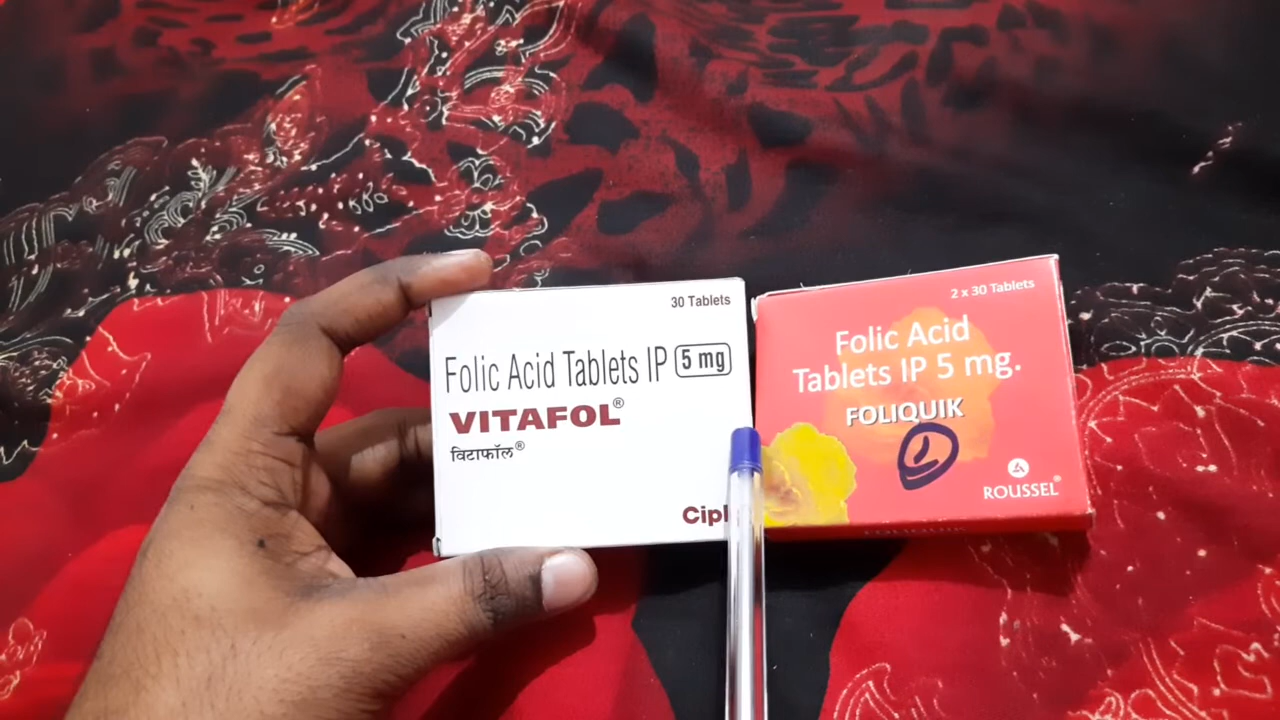 30 Tablets
Folic Acid Tablets IP 5 mg
VITAFOL®
विटाफॉल®
Cipl
2 x 30 Tablets
Folic Acid
Tablets IP 5 mg.
FOLIQUIK
ROUSSEL®